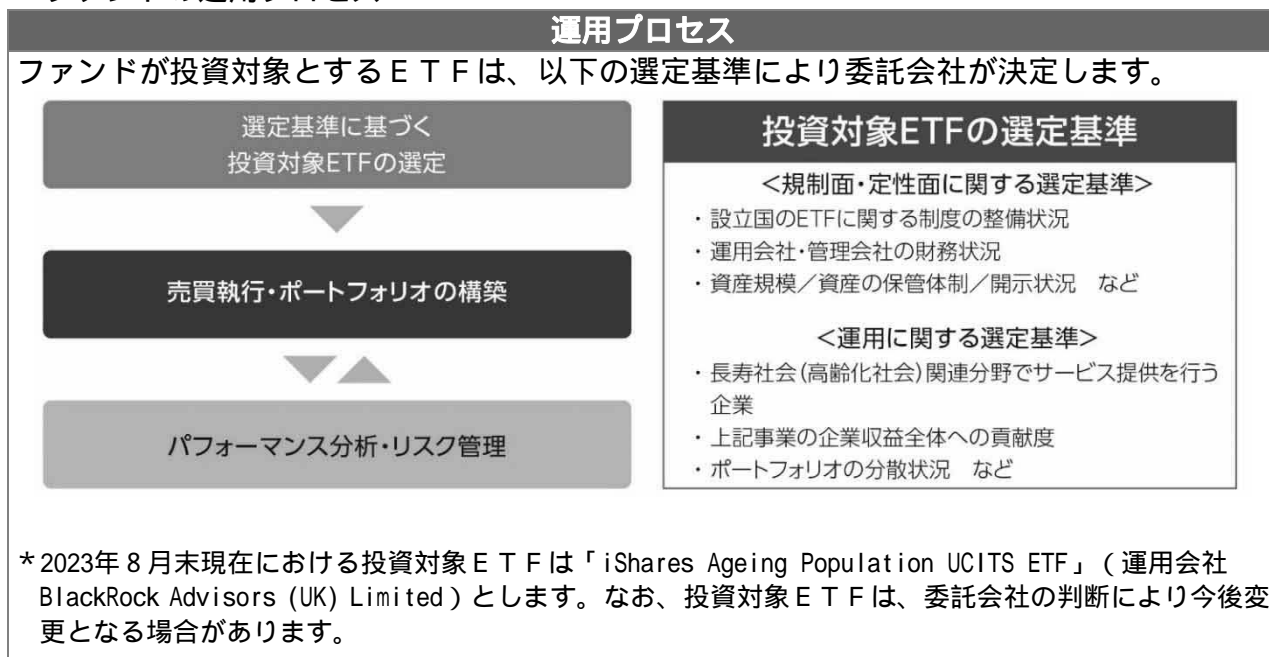 運用プロセス
ファンドが投資対象とするＥＴＦは、以下の選定基準により委託会社が決定します。
選定基準に基づく
投資対象ETFの選定
売買執行・ポートフォリオの構築
パフォーマンス分析・リスク管理
投資対象ETFの選定基準
＜規制面・定性面に関する選定基準＞
・設立国のETFに関する制度の整備状況
・運用会社・管理会社の財務状況
・資産規模／資産の保管体制／開示状況　など
＜運用に関する選定基準＞
・長寿社会(高齢化社会)関連分野でサービス提供を行う
企業
・上記事業の企業収益全体への貢献度
・ポートフォリオの分散状況　など
＊2023年８月末現在における投資対象ＥＴＦは「iShares Ageing Population UCITS ETF」（運用会社
BlackRock Advisors (UK) Limited）とします。なお、投資対象ＥＴＦは、委託会社の判断により今後変
更となる場合があります。